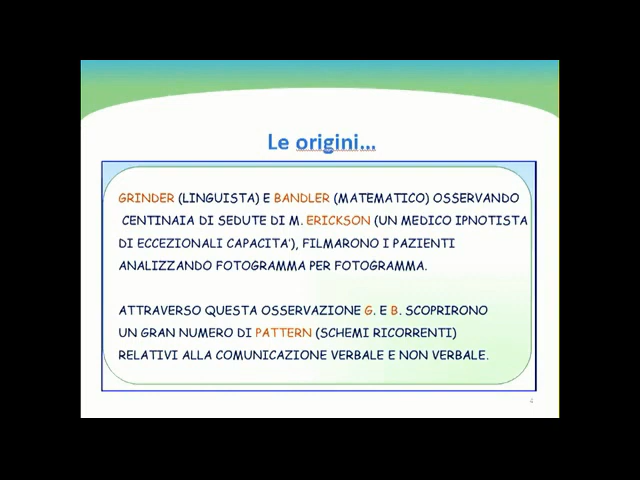 Le origini...
GRINDER (LINGUISTA) E BANDLER (MATEMATICO) OSSERVANDO
CENTINAIA DI SEDUTE DI M. ERICKSON (UN MEDICO IPNOTISTA
DI ECCEZIONALI CAPACITA'), FILMARONO I PAZIENTI
ANALIZZANDO FOTOGRAMMA PER FOTOGRAMMA.
ATTRAVERSO QUESTA OSSERVAZIONE G. E B. SCOPRIRONO
UN GRAN NUMERO DI PATTERN (SCHEMI RICORRENTI)
RELATIVI ALLA COMUNICAZIONE VERBALE E NON VERBALE.
4